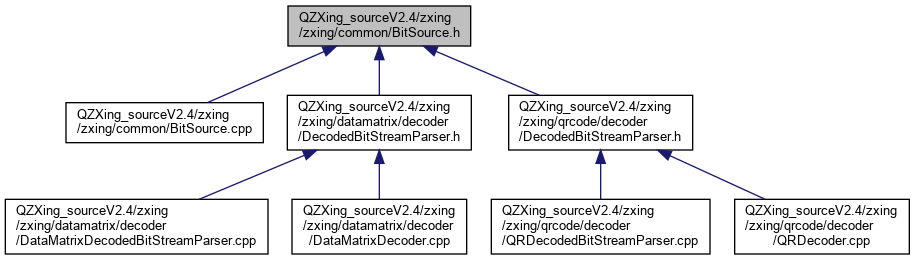 QZXing_sourceV2.4/zxing
/zxing/common/BitSource.h
QZXing_sourceV2.4/zxing
/zxing/common/BitSource.cpp
QZXing_sourceV2.4/zxing
/zxing/datamatrix/decoder
/DecodedBitStreamParser.h
QZXing_sourceV2.4/zxing
/zxing/qrcode/decoder
/DecodedBitStreamParser.h
QZXing_sourceV2.4/zxing
/zxing/datamatrix/decoder
/DataMatrixDecodedBitStreamParser.cpp
QZXing_sourceV2.4/zxing
/zxing/datamatrix/decoder
/DataMatrixDecoder.cpp
QZXing_sourceV2.4/zxing
/zxing/qrcode/decoder
/QRDecodedBitStreamParser.cpp
QZXing_sourceV2.4/zxing
/zxing/qrcode/decoder
/QRDecoder.cpp